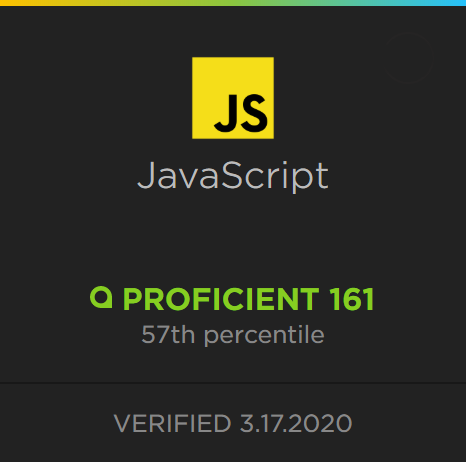 JS
JavaScript
PROFICIENT 161
57th percentile
VERIFIED 3.17.2020